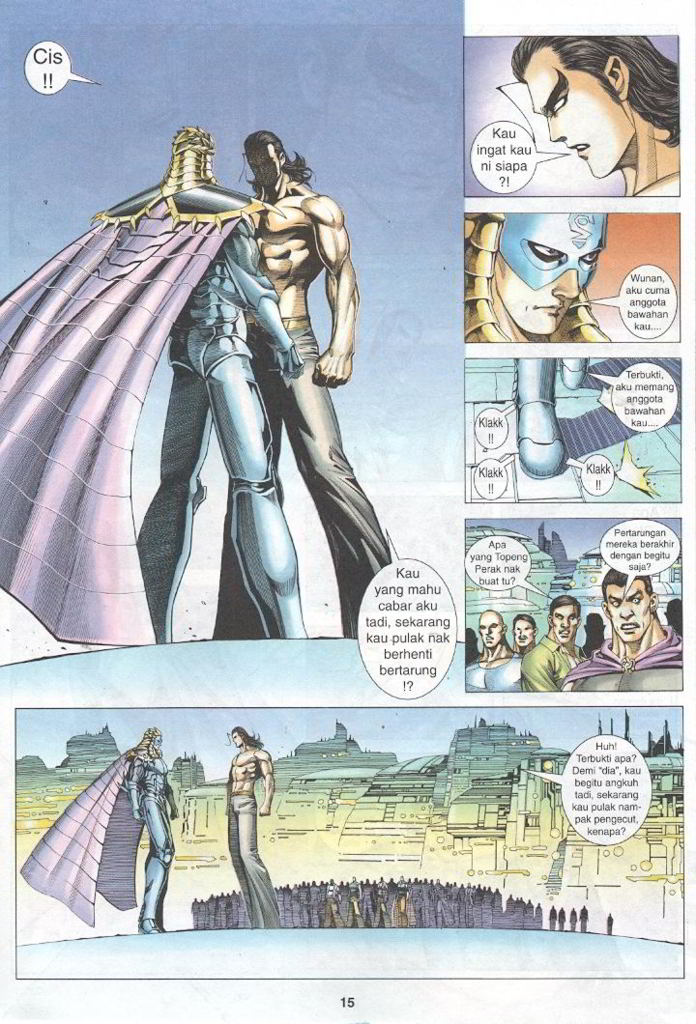 Cis
!!
Kau
yang mahu
cabar aku
tadi, sekarang
kau pulak nak
berhenti
bertarung
!?
Kau
ingat kau
ni siapa
?!
Wunan,
aku cuma
anggota
bawahan
kau....
Terbukti,
aku memang
anggota
bawahan
kau....
Klakk
!!
Klakk
!!
Klakk
!!
Apa
yang Topeng
Perak nak
buat tu?
Pertarungan
mereka berakhir
dengan begitu
saja?
Huh!
Terbukti apa?
Demi "dia", kau
begitu angkuh
tadi, sekarang
kau pulak nam-
pak pengecut,
kenapa?
15